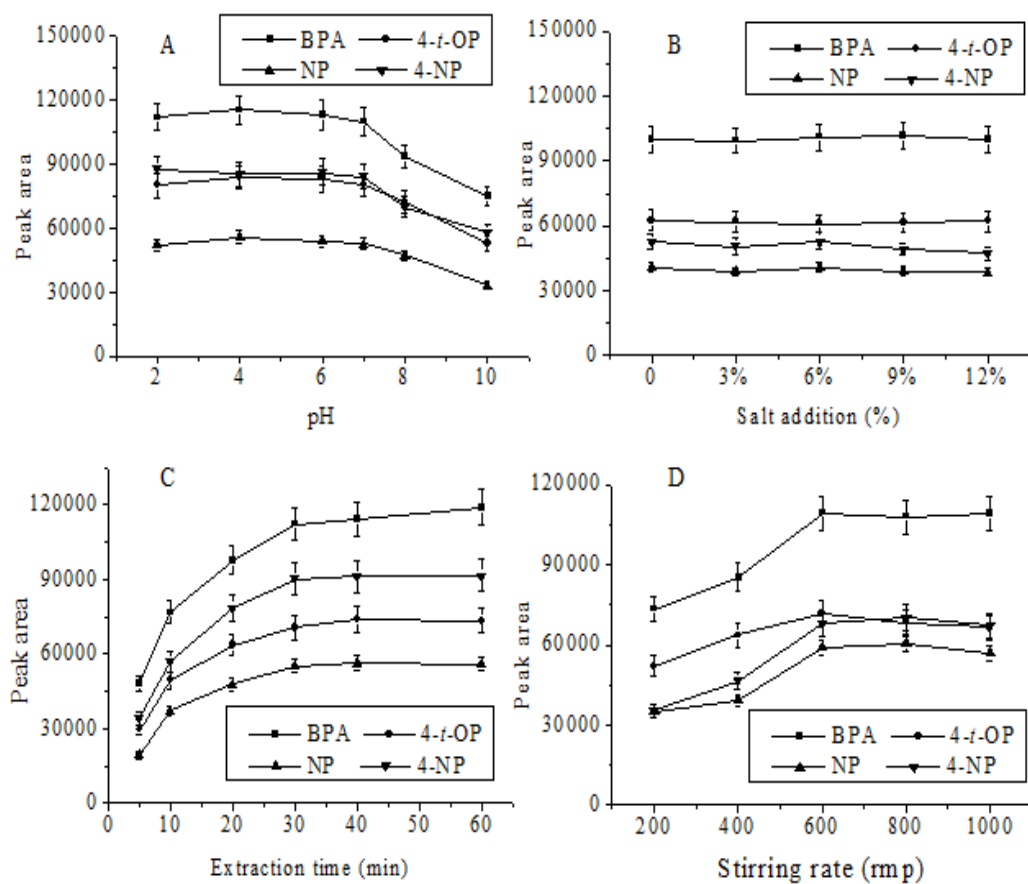 A
BPA 4-t-OP
NP 4-NP
150000
120000
90000
60000
30000
0
Peak area
2 4 6 7 8 10
pH
B
BPA 4-t-OP
NP 4-NP
150000
120000
90000
60000
30000
0
Peak area
0 3% 6% 9% 12%
Salt addition (%)
C
120000
90000
60000
30000
0
Peak area
BPA 4-t-OP
NP 4-NP
0 10 20 30 40 50 60
Extraction time (min)
D
120000
90000
60000
30000
0
Peak area
BPA 4-t-OP
NP 4-NP
200 400 600 800 1000
Stirring rate (rmp)